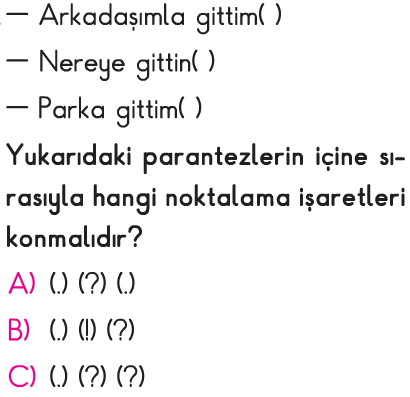 — Arkadaşımla gittim( )
— Nereye gittin( )
— Parka gittim( )
Yukarıdaki parantezlerin içine sı-
rasıyla hangi noktalama işaretleri
konmalıdır?
A) (.) (?) (.)
B) (.) (!) (?)
C) (.) (?) (?)